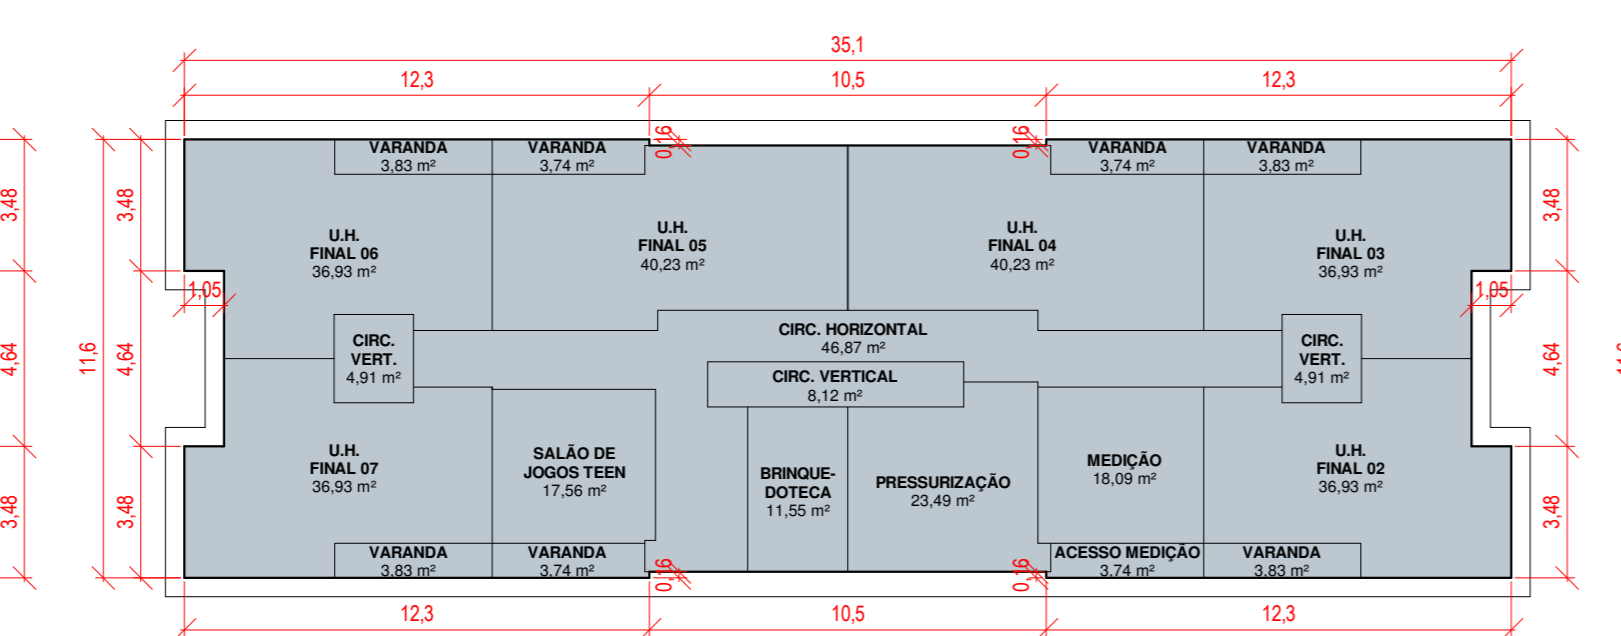 35,1
12,3
10,5
12,3
VARANDA
3,83 m²
VARANDA
3,74 m²
0,16
0,16
VARANDA
3,74 m²
VARANDA
3,83 m²
3,48
3,48
3,48
U.H.
FINAL 06
36,93 m²
U.H.
FINAL 05
40,23 m²
U.H.
FINAL 04
40,23 m²
U.H.
FINAL 03
36,93 m²
1,05
1,05
4,64
11,6
4,64
4,64
CIRC.
VERT.
4,91 m²
CIRC. HORIZONTAL
46,87 m²
CIRC. VERTICAL
8,12 m²
CIRC.
VERT.
4,91 m²
U.H.
FINAL 07
36,93 m²
SALÃO DE
JOGOS TEEN
17,56 m²
BRINQUE-
DOTECA
11,55 m²
PRESSURIZAÇÃO
23,49 m²
MEDIÇÃO
18,09 m²
U.H.
FINAL 02
36,93 m²
3,48
3,48
3,48
VARANDA
3,83 m²
VARANDA
3,74 m²
0,16
0,16
ACESSO MEDIÇÃO
3,74 m²
VARANDA
3,83 m²
12,3
10,5
12,3